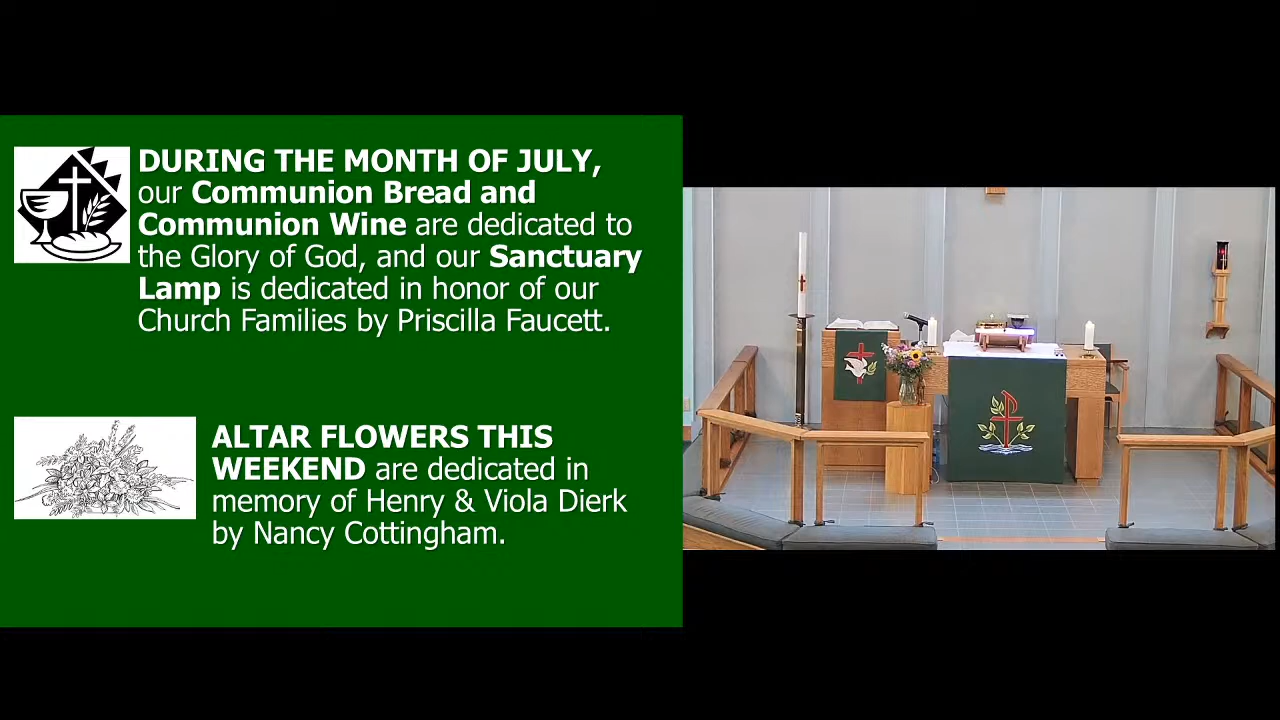 DURING THE MONTH OF JULY,
our Communion Bread and
Communion Wine are dedicated to
the Glory of God, and our Sanctuary
Lamp is dedicated in honor of our
Church Families by Priscilla Faucett.
ALTAR FLOWERS THIS
WEEKEND are dedicated in
memory of Henry & Viola Dierk
by Nancy Cottingham.